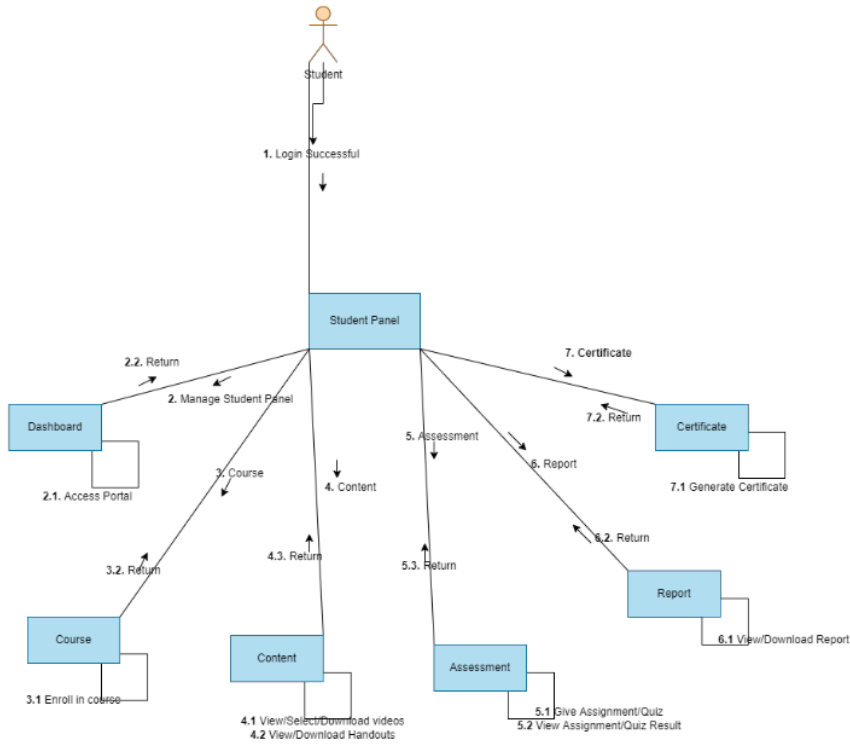 Student
1. Login Successful
Student Panel
7. Certificate
2.2. Return
2. Manage Student Panel
Dashboard
7.2. Return
Certificate
5. Assessment
6. Report
3. Course
4. Content
2.1. Access Portal
7.1 Generate Certificate
6.2. Return
4.3. Return
5.3. Return
3.2. Return
Report
Course
6.1 View/Download Report
Content
Assessment
3.1 Enroll in course
5.1 Give Assignment/Quiz
4.1 View/Select/Download videos
5.2 View Assignment/Quiz Result
4.2 View/Download Handouts